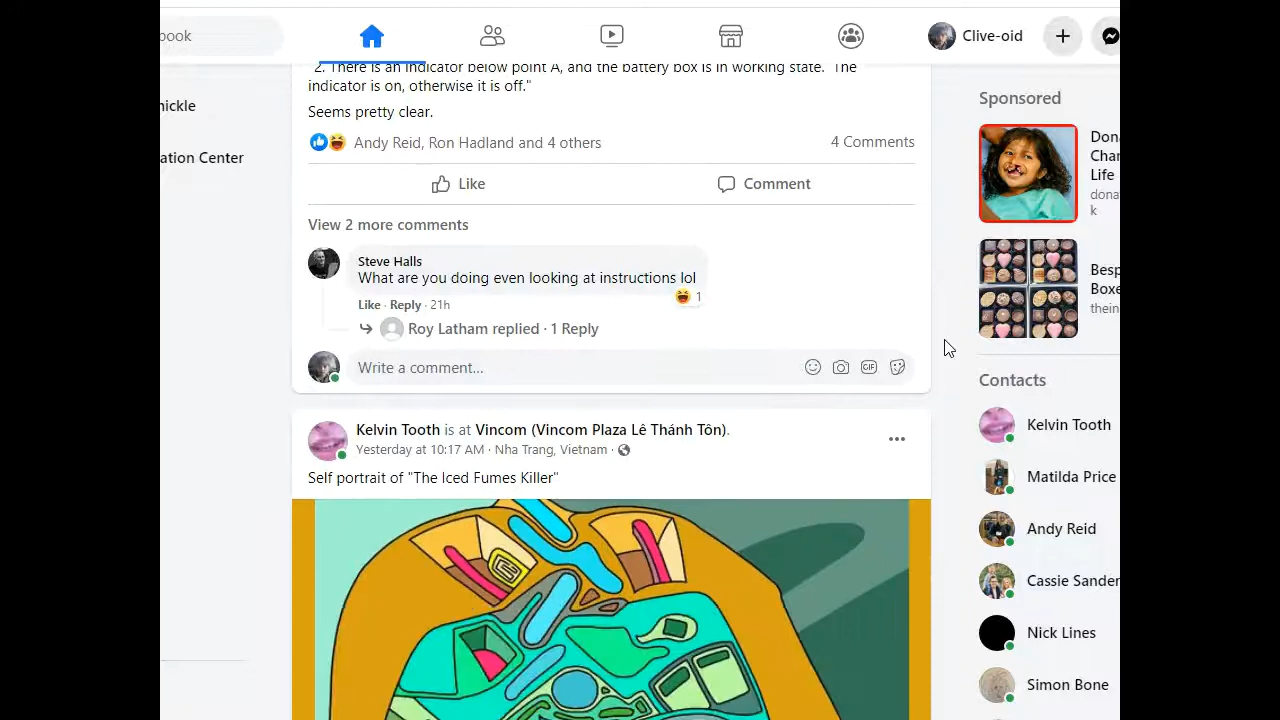 ook
Clive-oid
nickle
ation Center
"2. There is an indicator below point A, and the battery box is in working state. "The
indicator is on, otherwise it is off."
Seems pretty clear.
Andy Reid, Ron Hadland and 4 others
4 Comments
Like
Comment
View 2 more comments
Steve Halls
What are you doing even looking at instructions lol
1
Like · Reply · 21h
Roy Latham replied · 1 Reply
Write a comment...
GIF
Kelvin Tooth is at Vincom (Vincom Plaza Lê Thánh Tôn).
Yesterday at 10:17 AM · Nha Trang, Vietnam ·
Self portrait of "The Iced Fumes Killer"
Sponsored
Don
Char
Life
dona
k
Besp
Boxe
thein
Contacts
Kelvin Tooth
Matilda Price
Andy Reid
Cassie Sander
Nick Lines
Simon Bone